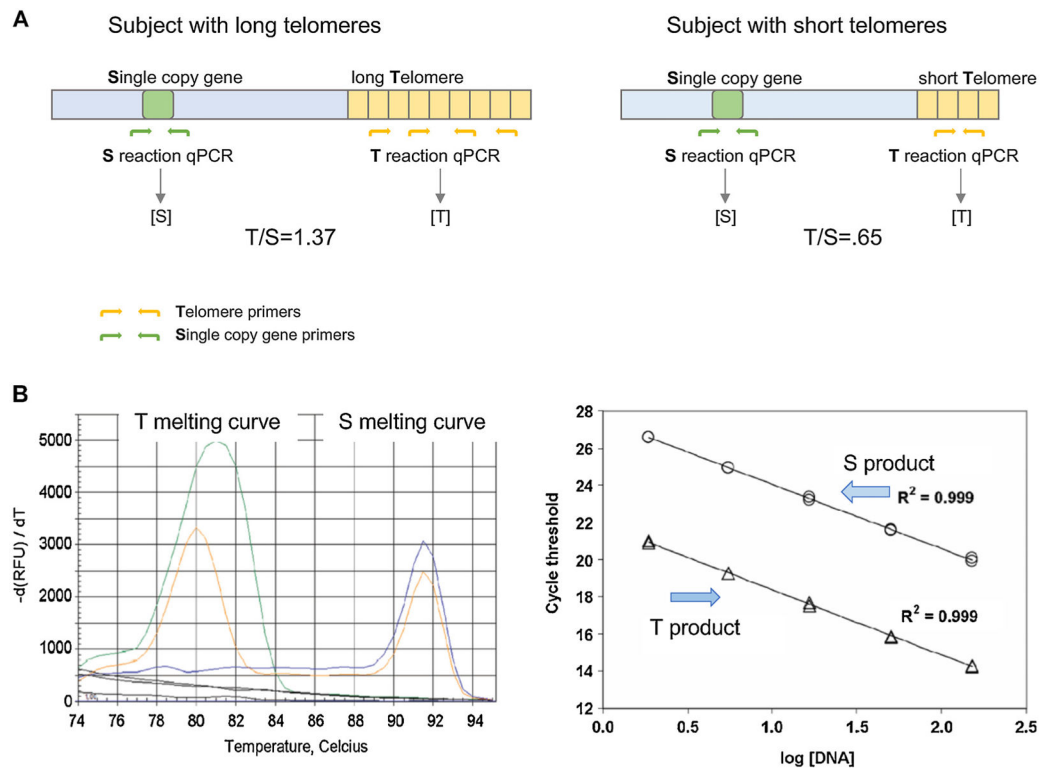 A
Subject with long telomeres
Subject with short telomeres
Single copy gene
long Telomere
Single copy gene
short Telomere
S reaction qPCR
T reaction qPCR
S reaction qPCR
T reaction qPCR
[S]
[T]
[S]
[T]
T/S=1.37
T/S=.65
Telomere primers
Single copy gene primers
B
T melting curve
S melting curve
5000
4000
3000
2000
1000
0
-d(RFU) / dT
74 76 78 80 82 84 86 88 90 92 94
Temperature, Celcius
28
26
24
22
20
18
16
14
12
Cycle threshold
S product
R² = 0.999
T product
R² = 0.999
0.0 0.5 1.0 1.5 2.0 2.5
log [DNA]